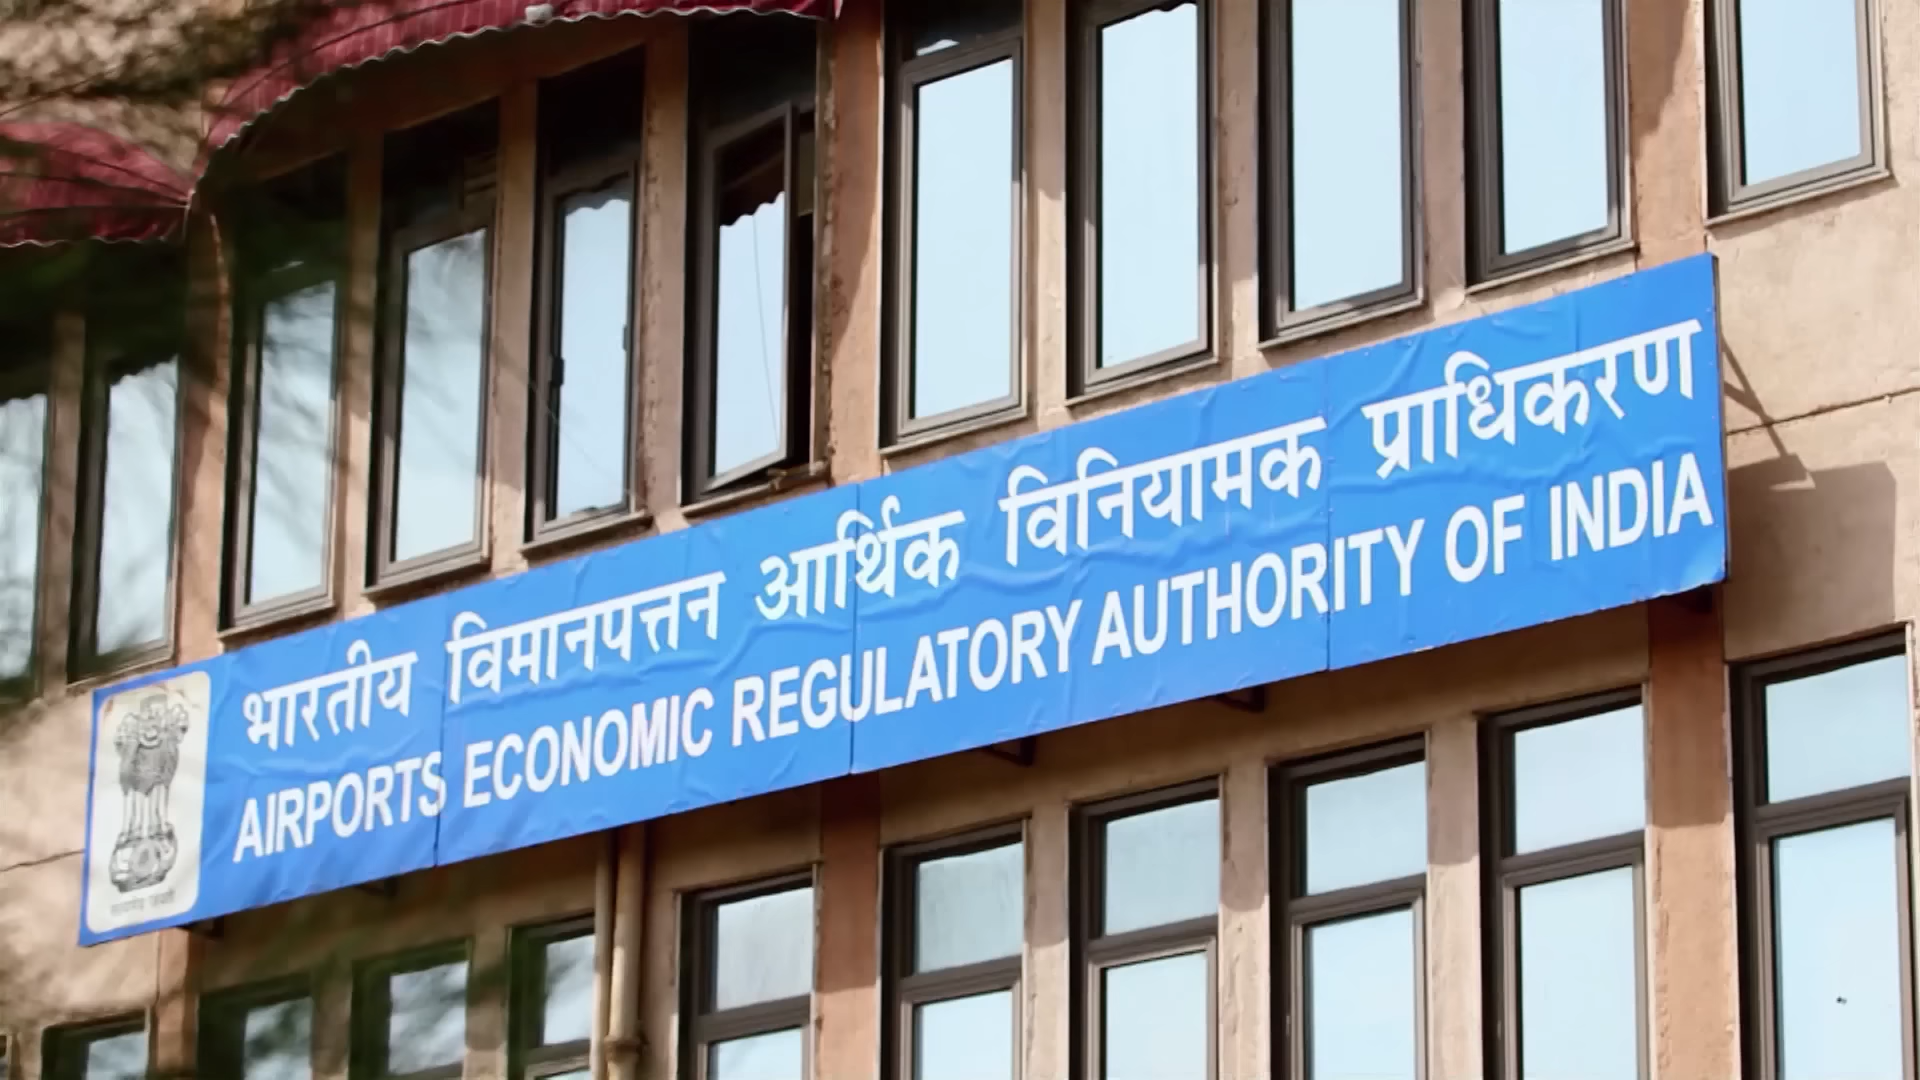 भारतीय विमानपत्तन आर्थिक विनियामक प्राधिकरण
AIRPORTS ECONOMIC REGULATORY AUTHORITY OF INDIA